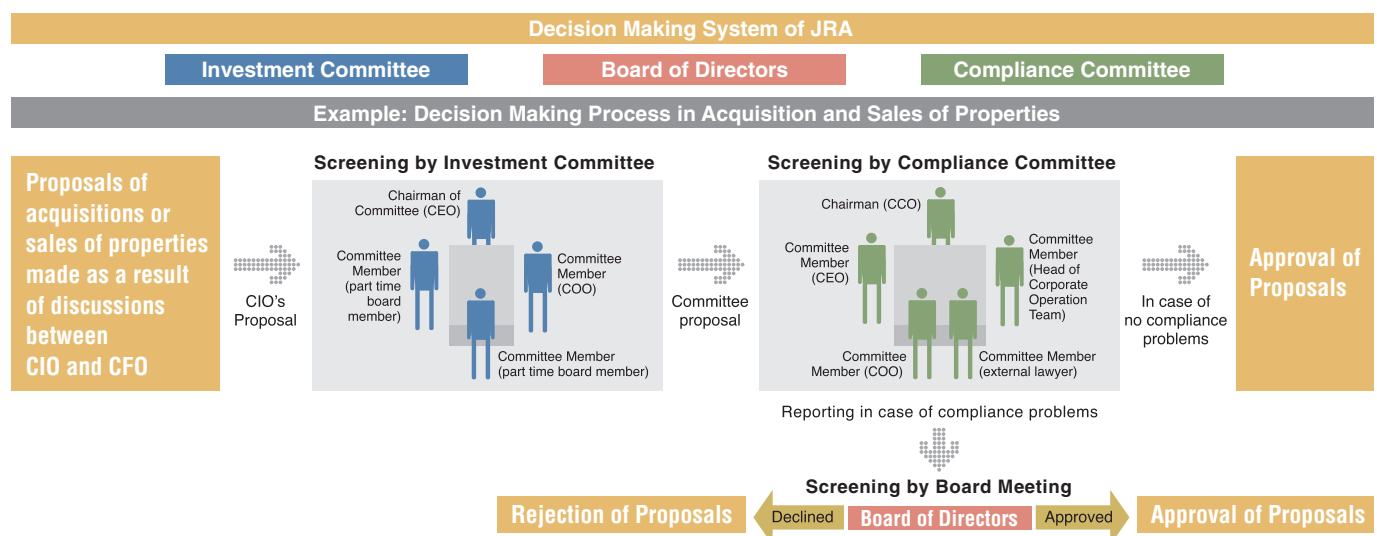 Decision Making System of JRA
Investment Committee
Board of Directors
Compliance Committee
Example: Decision Making Process in Acquisition and Sales of Properties
Proposals of
acquisitions or
sales of properties
made as a result
of discussions
between
CIO and CFO
CIO's
Proposal
Screening by Investment Committee
Chairman of
Committee (CEO)
Committee
Member
(part time
board
member)
Committee
Member
(COO)
Committee Member
(part time board member)
Committee
proposal
Screening by Compliance Committee
Chairman (CCO)
Committee
Member
(CEO)
Committee
Member
(Head of
Corporate
Operation
Team)
Committee
Member (COO)
Committee Member
(external lawyer)
In case of
no compliance
problems
Approval of
Proposals
Reporting in case of compliance problems
Screening by Board Meeting
Rejection of Proposals
Declined
Board of Directors
Approved
Approval of Proposals